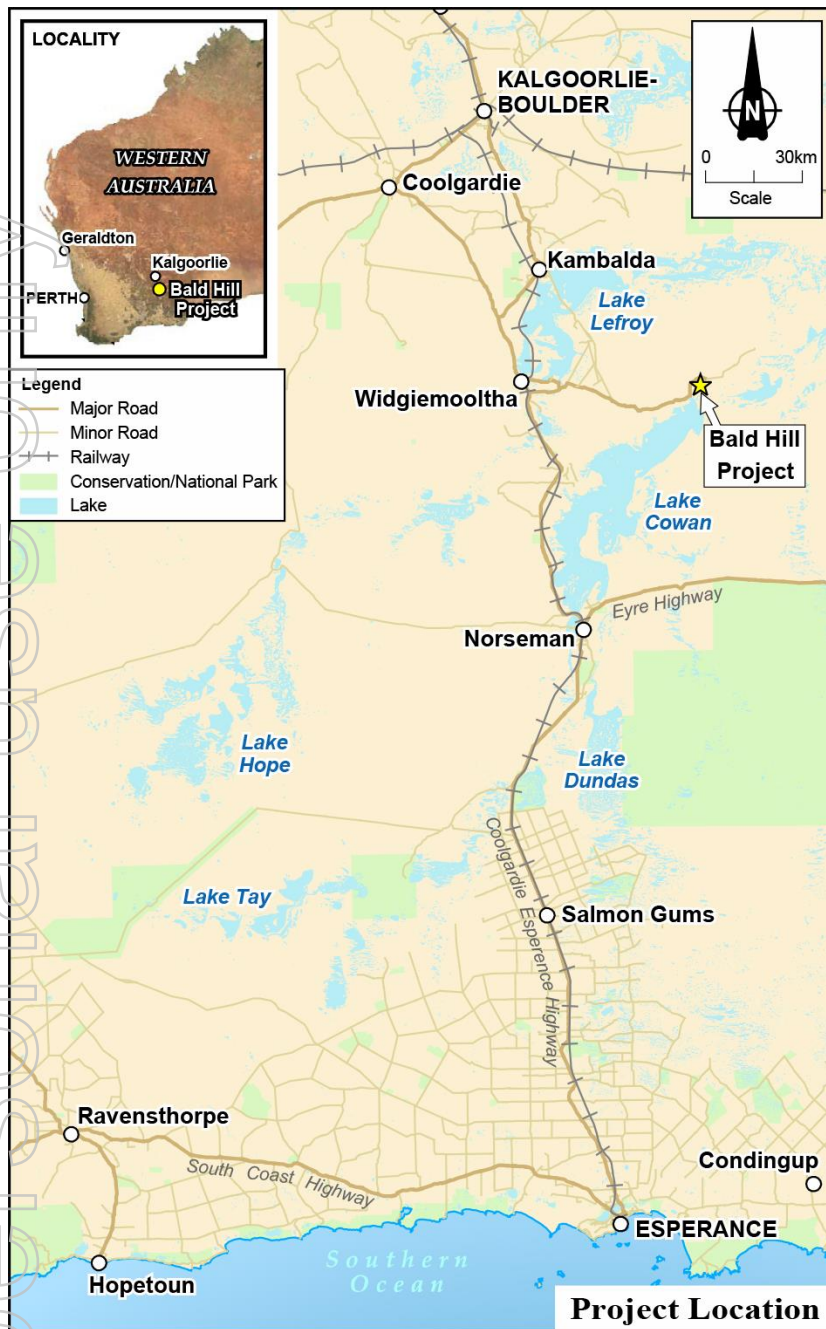 LOCALITY
WESTERN
AUSTRALIA
Geraldton
Kalgoorlie
PERTH
Bald Hill
Project
N
0 30km
Scale
Legend
Major Road
Minor Road
Railway
Conservation/National Park
Lake
KALGOORLIE-
BOULDER
Coolgardie
Kambalda
Lake
Lefroy
Widgiemooltha
Bald Hill
Project
Lake
Cowan
Eyre Highway
Norseman
Lake
Hope
Lake
Dundas
Coolgardie Esperence Highway
Lake Tay
Salmon Gums
Ravensthorpe
South Coast Highway
Condingup
ESPERANCE
Hopetoun
Southern
Ocean
Project Location